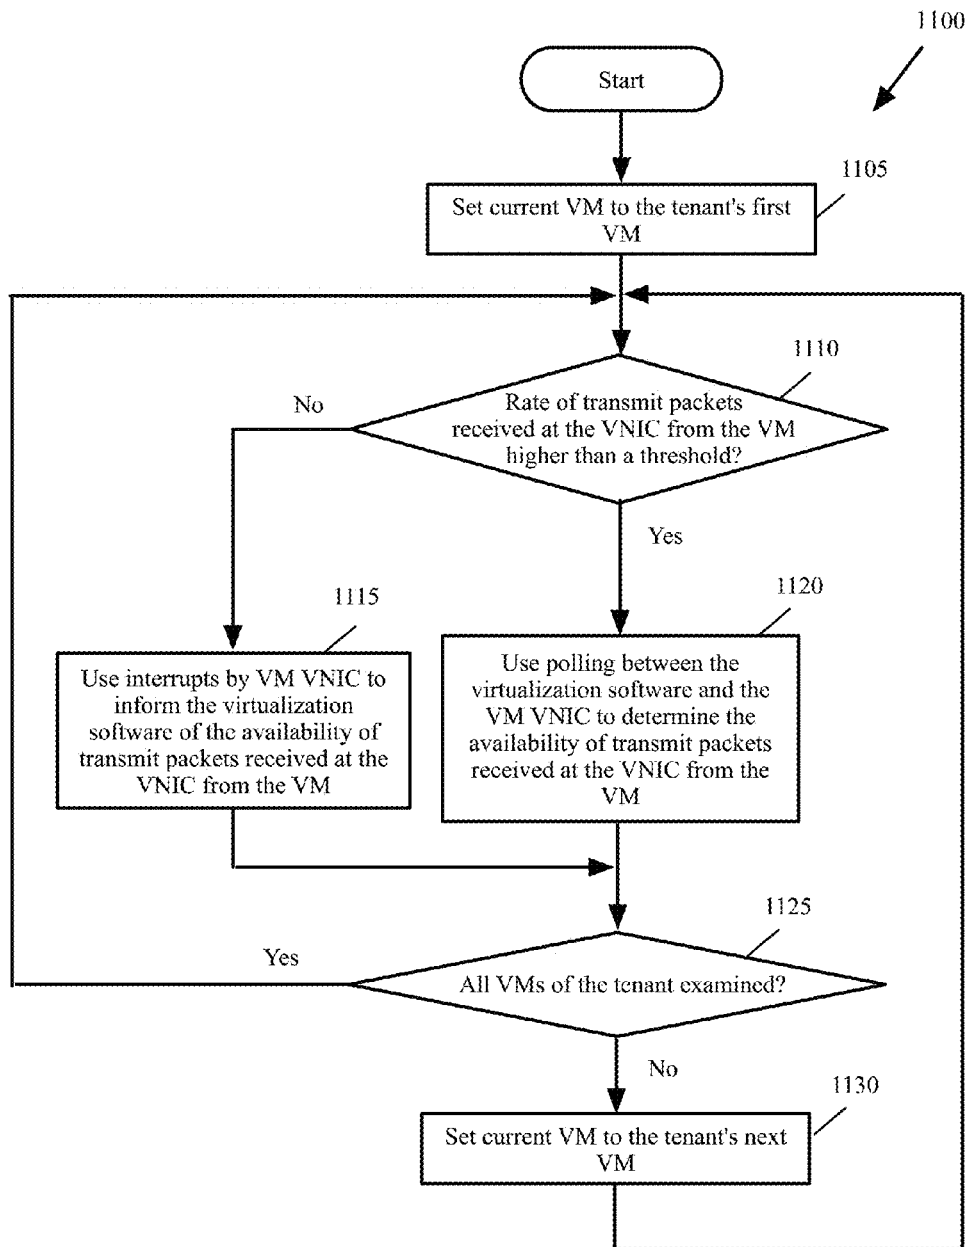 1100
Start
1105
Set current VM to the tenant's first
VM
1110
Rate of transmit packets
received at the VNIC from the VM
higher than a threshold?
No
Yes
1115
Use interrupts by VM VNIC to
inform the virtualization
software of the availability of
transmit packets received at the
VNIC from the VM
1120
Use polling between the
virtualization software and the
VM VNIC to determine the
availability of transmit packets
received at the VNIC from the
VM
1125
Yes
All VMs of the tenant examined?
No
1130
Set current VM to the tenant's next
VM